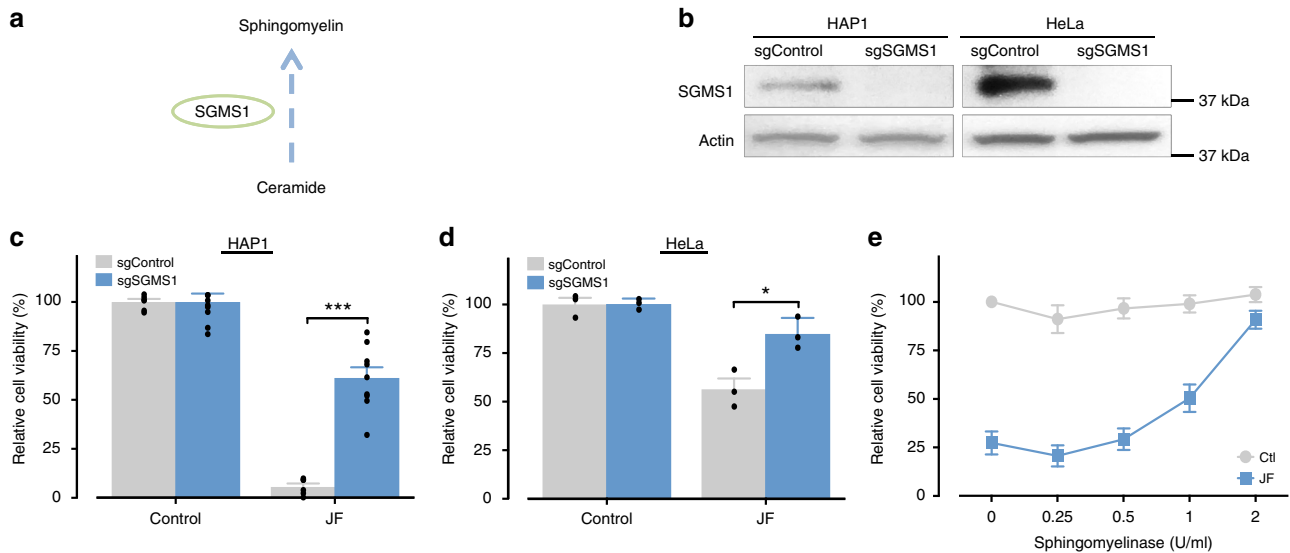 a
Sphingomyelin
SGMS1
Ceramide
b
HAP1 HeLa
sgControl sgSGMS1 sgControl sgSGMS1
SGMS1
37 kDa
Actin
37 kDa
c
HAP1
sgControl
sgSGMS1
Relative cell viability (%)
100
75
50
25
0
***
Control JF
d
HeLa
sgControl
sgSGMS1
Relative cell viability (%)
100
75
50
25
0
*
Control JF
e
Relative cell viability (%)
100
75
50
25
0
Ctl
JF
0 0.25 0.5 1 2
Sphingomyelinase (U/ml)